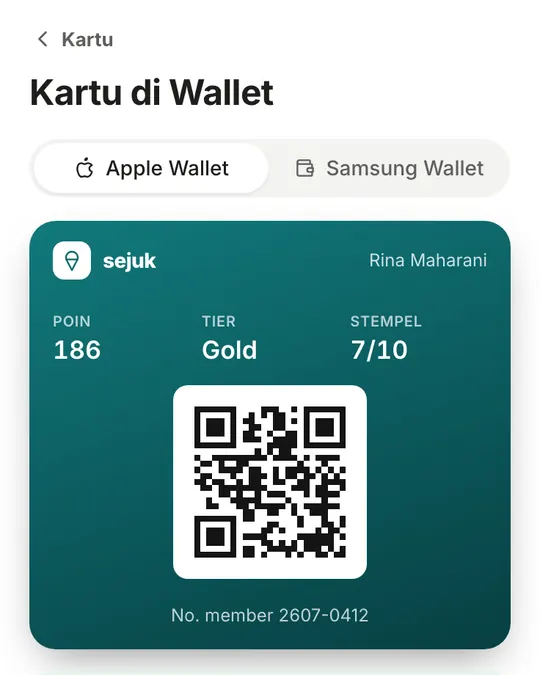 Kartu
Kartu di Wallet
Apple Wallet
Samsung Wallet
sejuk
Rina Maharani
POIN
TIER
STEMPEL
186
Gold
7/10
No. member 2607-0412